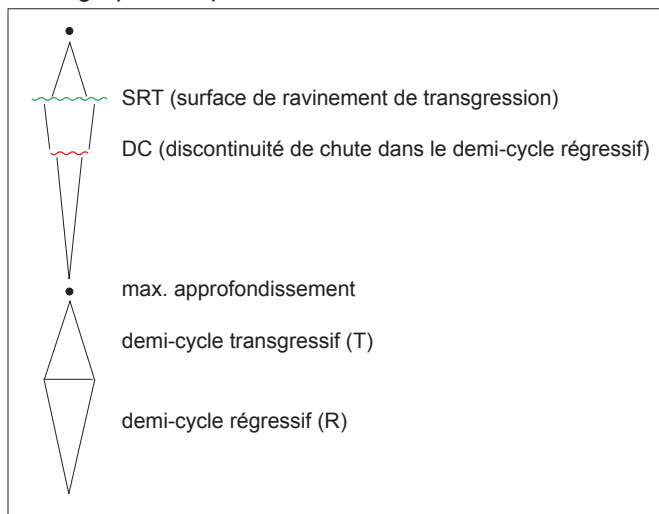 SRT (surface de ravinement de transgression)
DC (discontinuité de chute dans le demi-cycle régressif)
max. approfondissement
demi-cycle transgressif (T)
demi-cycle régressif (R)